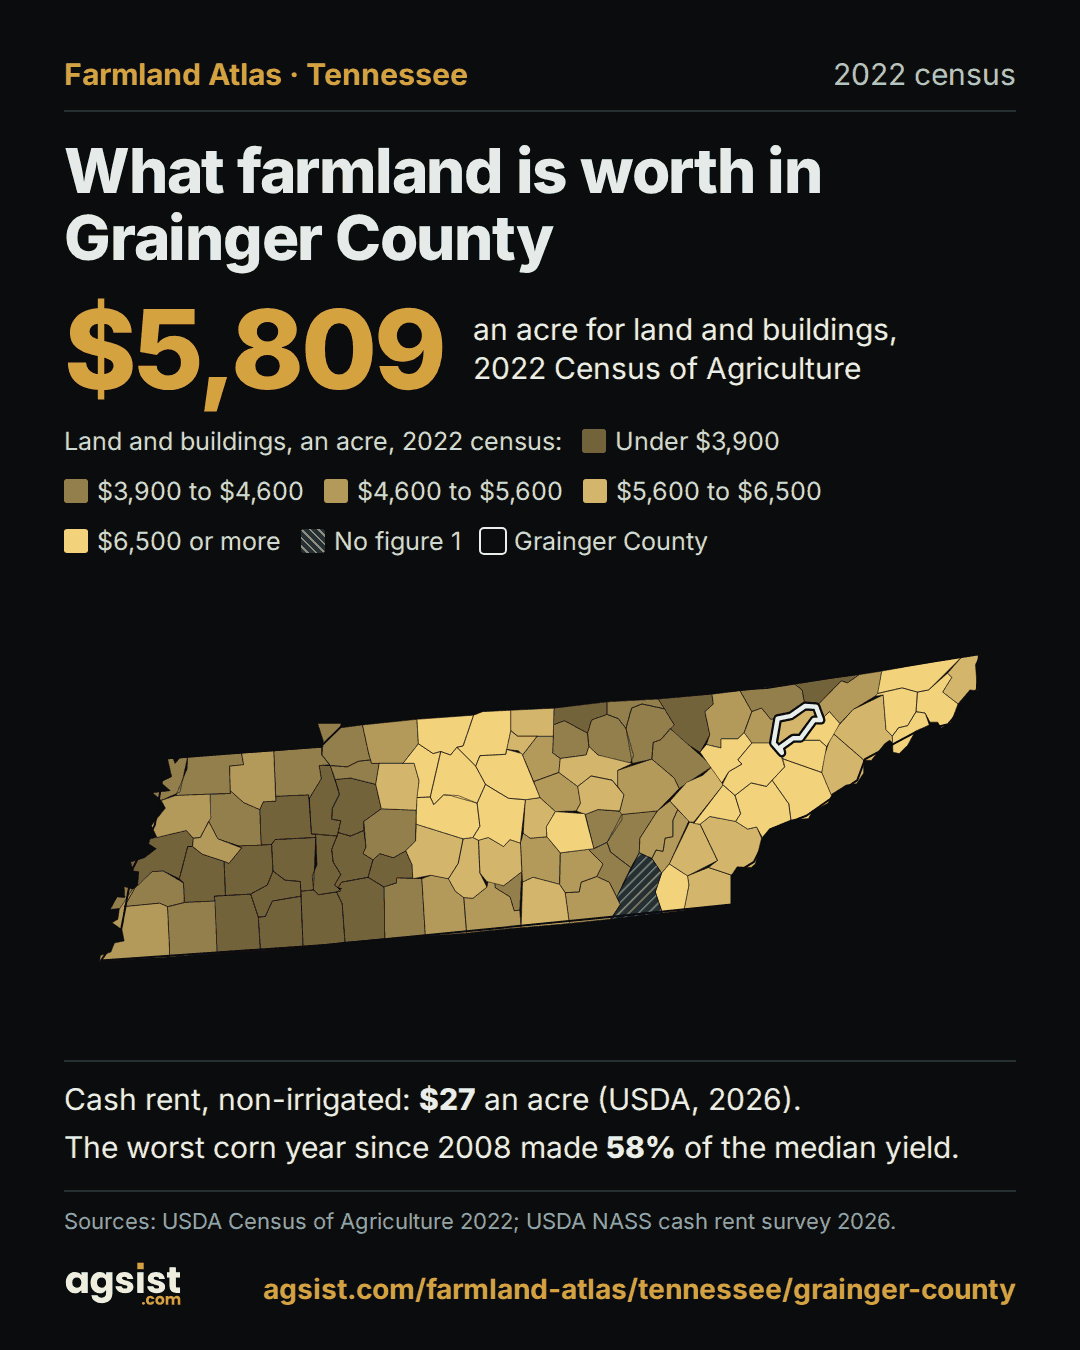 Farmland Atlas · Tennessee
2022 census
What farmland is worth in
Grainger County
$5,809
an acre for land and buildings,
2022 Census of Agriculture
Land and buildings, an acre, 2022 census: Under $3,900
$3,900 to $4,600 $4,600 to $5,600 $5,600 to $6,500
$6,500 or more No figure 1 Grainger County
Cash rent, non-irrigated: $27 an acre (USDA, 2026).
The worst corn year since 2008 made 58% of the median yield.
Sources: USDA Census of Agriculture 2022; USDA NASS cash rent survey 2026.
agsist
.com
agsist.com/farmland-atlas/tennessee/grainger-county